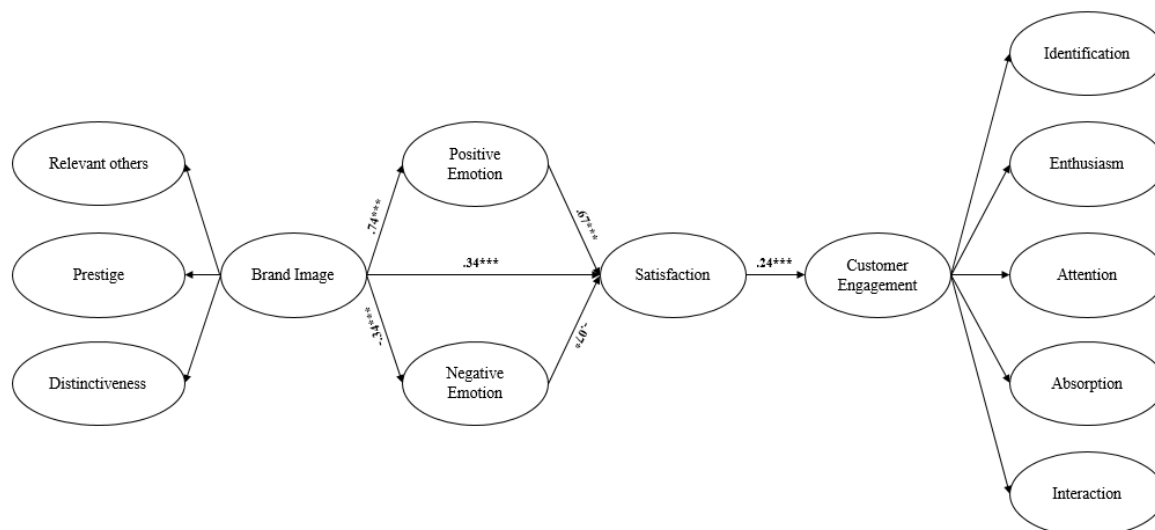 Identification
Relevant others
Positive
Emotion
Enthusiasm
.74***
.67***
Prestige
Brand Image
.34***
Satisfaction
.24***
Customer
Engagement
Attention
-.34***
-.07*
Distinctiveness
Negative
Emotion
Absorption
Interaction